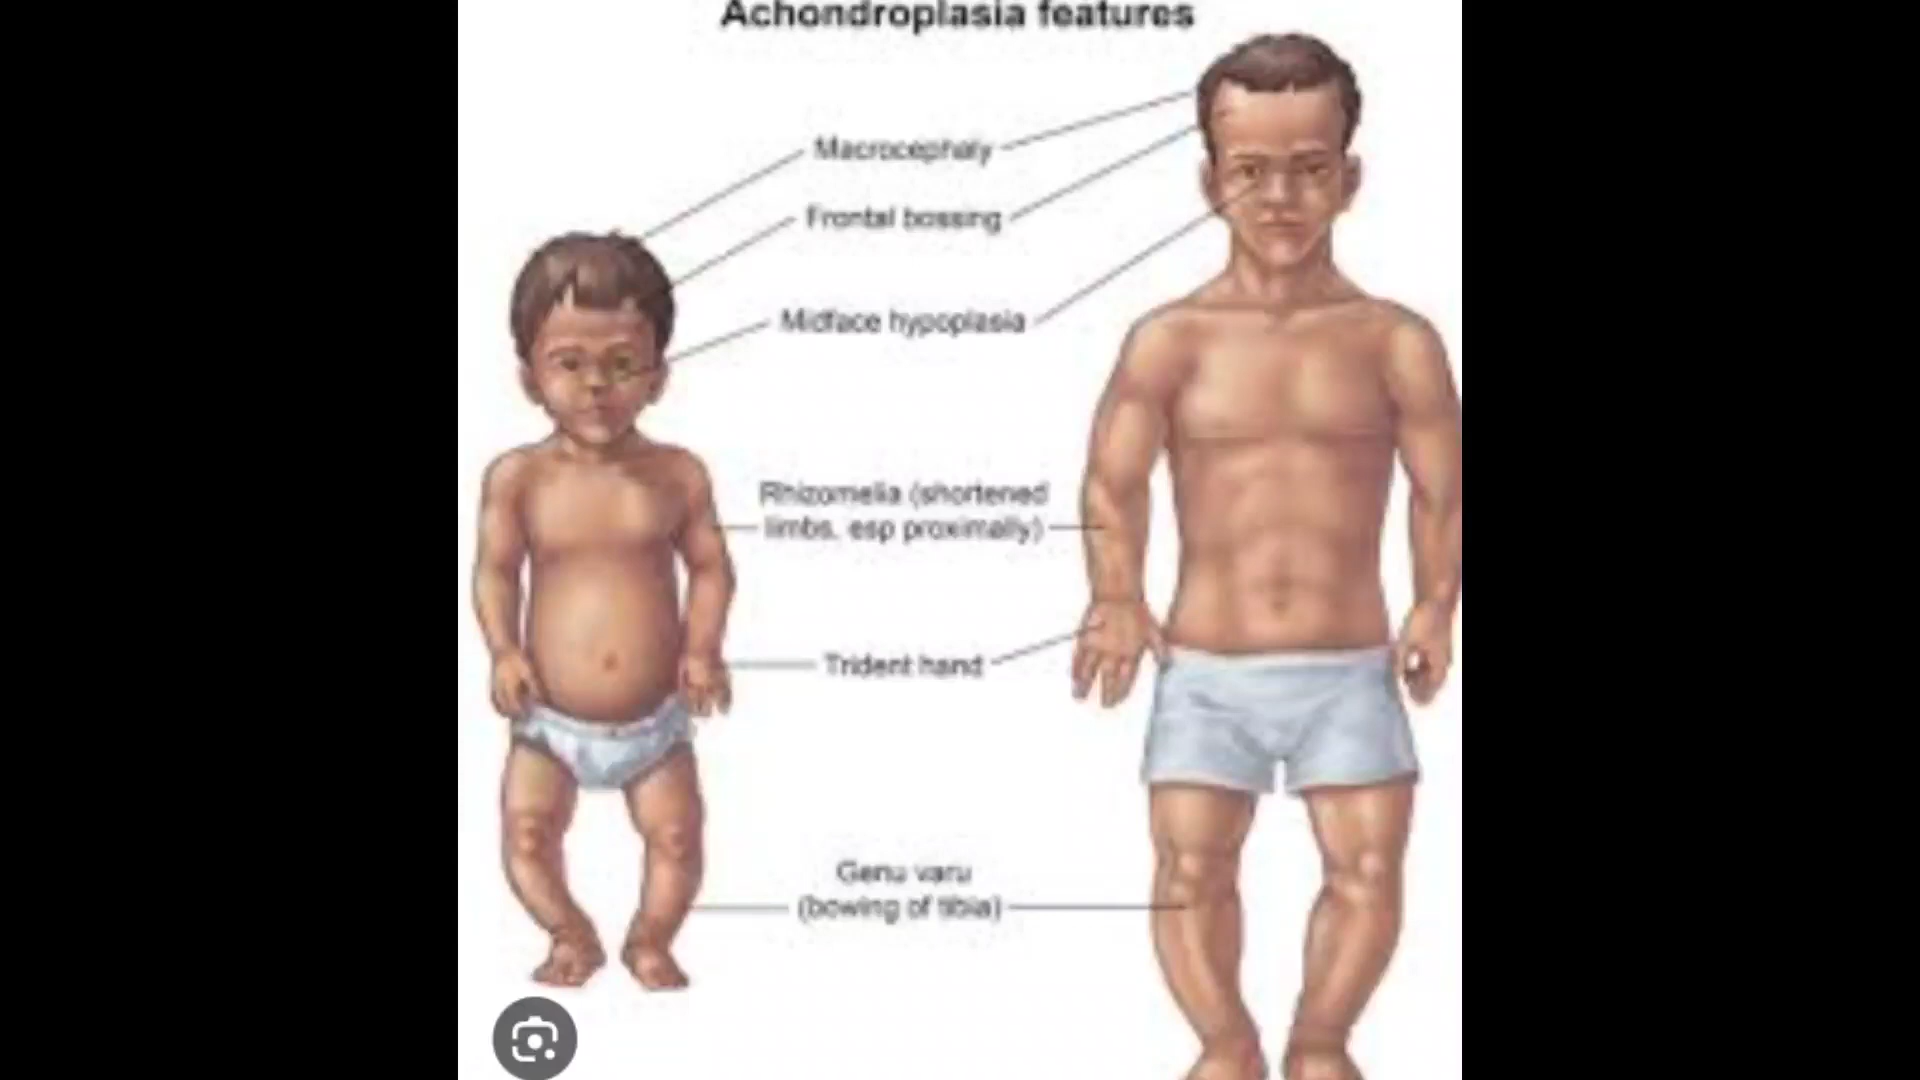 Achondroplasia features
Macrocephaly
Frontal bossing
Midface hypoplasia
Rhizomelia (shortened
limbs, esp proximally)
Trident hand
Genu varu
(bowing of tibia)